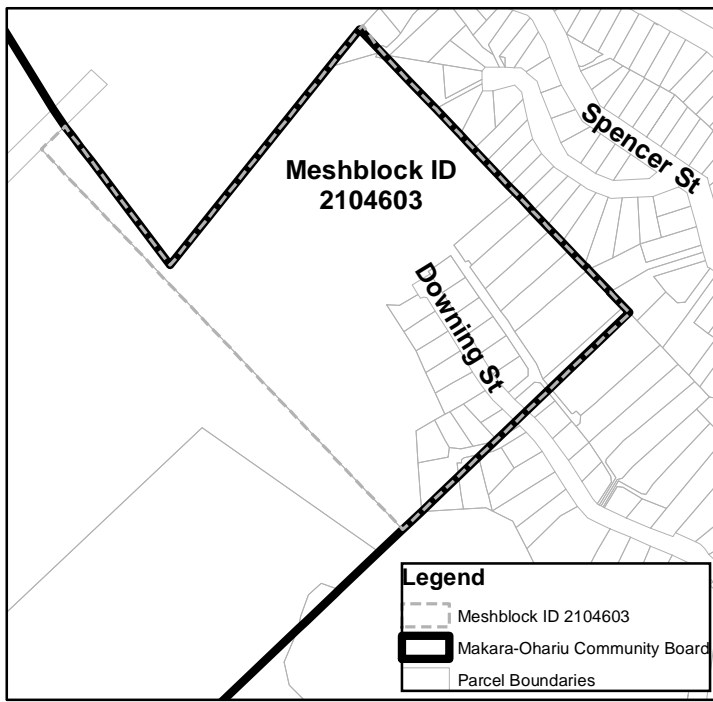 Spencer St
Meshblock ID
2104603
Downing St
Legend
Meshblock ID 2104603
Makara-Ohariu Community Board
Parcel Boundaries